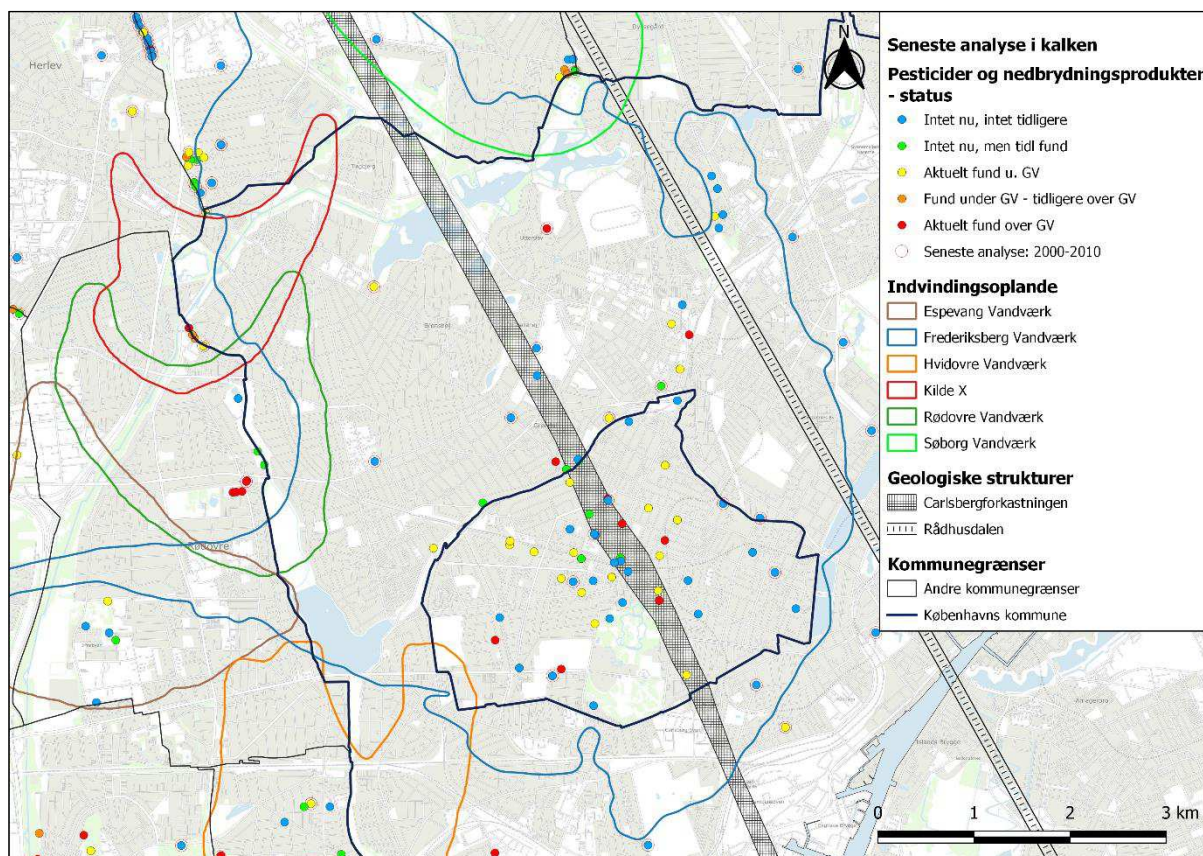 Seneste analyse i kalken
Pesticider og nedbrydningsprodukter
- status
Intet nu, intet tidligere
Intet nu, men tidl fund
Aktuelt fund u. GV
Fund under GV - tidligere over GV
Aktuelt fund over GV
Seneste analyse: 2000-2010
Indvindingsoplande
Espevang Vandværk
Frederiksberg Vandværk
Hvidovre Vandværk
Kilde X
Rødovre Vandværk
Søborg Vandværk
Geologiske strukturer
Carlsbergforkastningen
Rådhusdalen
Kommunegrænser
Andre kommunegrænser
Københavns kommune
N
Herlev
Utterslev
Islands Brygge
0 1 2 3 km